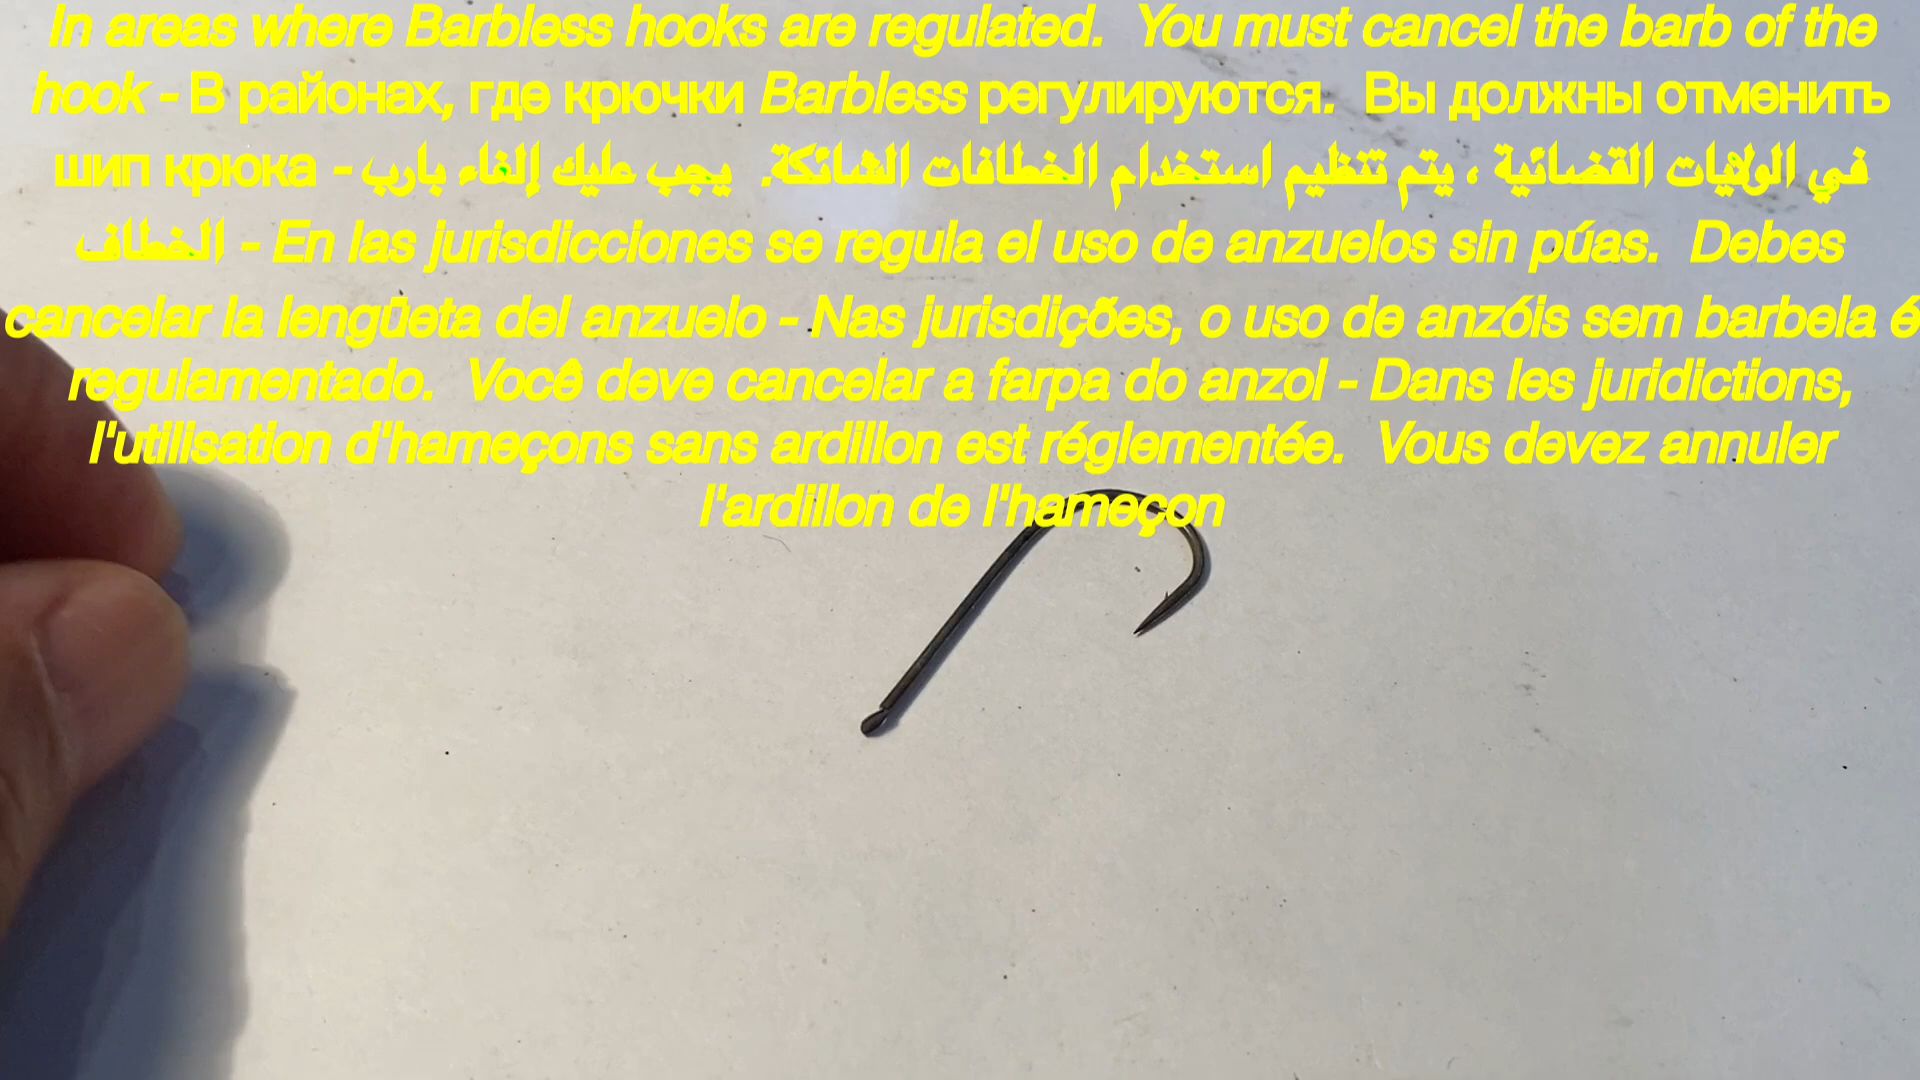 In areas where Barbless hooks are regulated.  You must cancel the barb of the
hook - В районах, где крючки Barbless регулируются.  Вы должны отменить
шип крюка - في الولايات القضائية ، يتم تنظيم استخدام الخطافات الشائكة.  يجب عليك إلغاء بارب
الخطاف - En las jurisdicciones se regula el uso de anzuelos sin púas.  Debes
cancelar la lengüeta del anzuelo - Nas jurisdições, o uso de anzóis sem barbela é
regulamentado.  Você deve cancelar a farpa do anzol - Dans les juridictions,
l'utilisation d'hameçons sans ardillon est réglementée.  Vous devez annuler
l'ardillon de l'hameçon